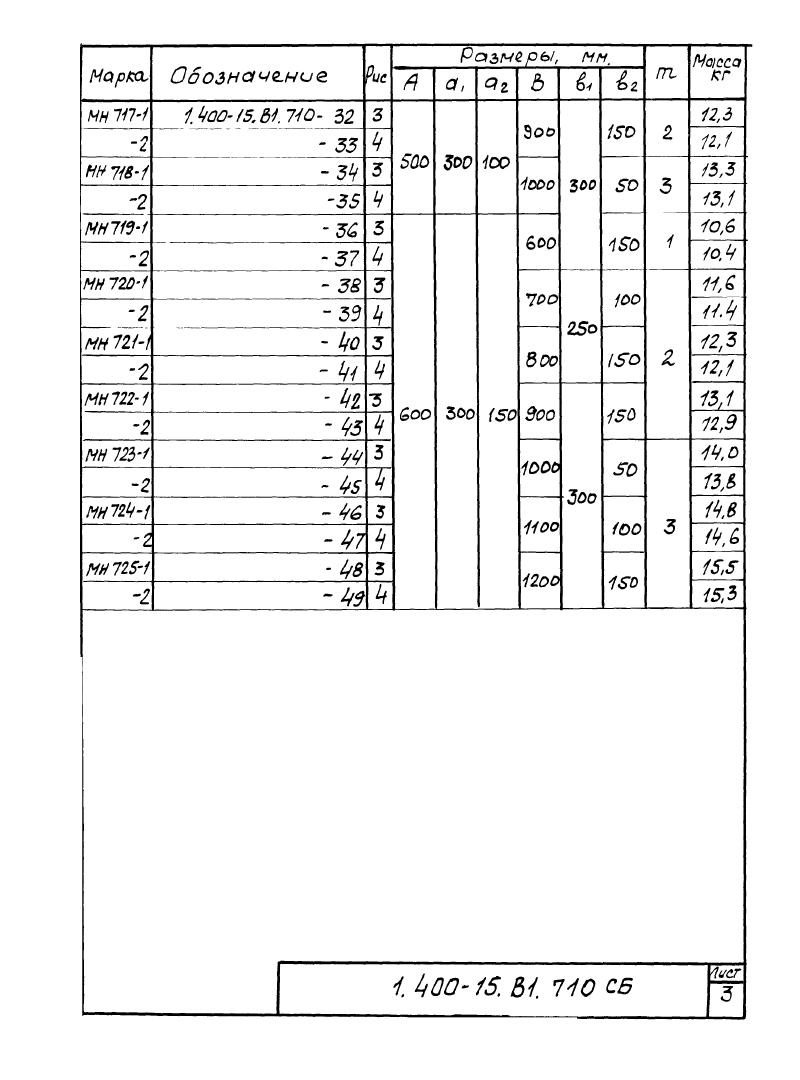 Марка Обозначение Рис Размеры, мм. m Масса кг
А а₁ а₂ В в₁ в₂
МН 717-1 1.400-15.В1.710- 32 3 500 300 100 900 300 150 2 12,3
-2 - 33 4 12,1
МН 718-1 - 34 3 1000 50 3 13,3
-2 -35 4 13,1
МН 719-1 - 36 3 600 300 150 600 150 1 10,6
-2 - 37 4 10.4
МН 720-1 - 38 3 700 250 100 2 11,6
-2 - 39 4 11.4
МН 721-1 - 40 3 800 150 12,3
-2 - 41 4 12,1
МН 722-1 - 42 3 900 300 150 13,1
-2 - 43 4 12,9
МН 723-1 - 44 3 1000 50 3 14,0
-2 - 45 4 13,8
МН 724-1 - 46 3 1100 100 14,8
-2 - 47 4 14,6
МН 725-1 - 48 3 1200 150 15,5
-2 - 49 4 15,3
1.400-15.В1.710 СБ
Лист
3